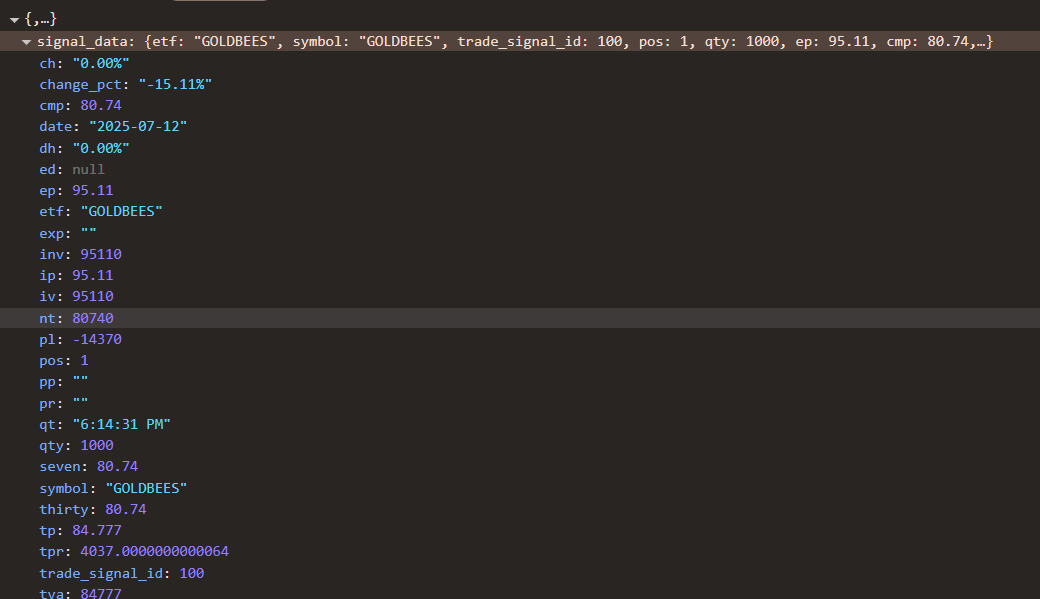 {,…}
signal_data: {etf: "GOLDBEES", symbol: "GOLDBEES", trade_signal_id: 100, pos: 1, qty: 1000, ep: 95.11, cmp: 80.74,…}
ch: "0.00%"
change_pct: "-15.11%"
cmp: 80.74
date: "2025-07-12"
dh: "0.00%"
ed: null
ep: 95.11
etf: "GOLDBEES"
exp: ""
inv: 95110
ip: 95.11
iv: 95110
nt: 80740
pl: -14370
pos: 1
pp: ""
pr: ""
qt: "6:14:31 PM"
qty: 1000
seven: 80.74
symbol: "GOLDBEES"
thirty: 80.74
tp: 84.777
tpr: 4037.0000000000064
trade_signal_id: 100
tva: 84777